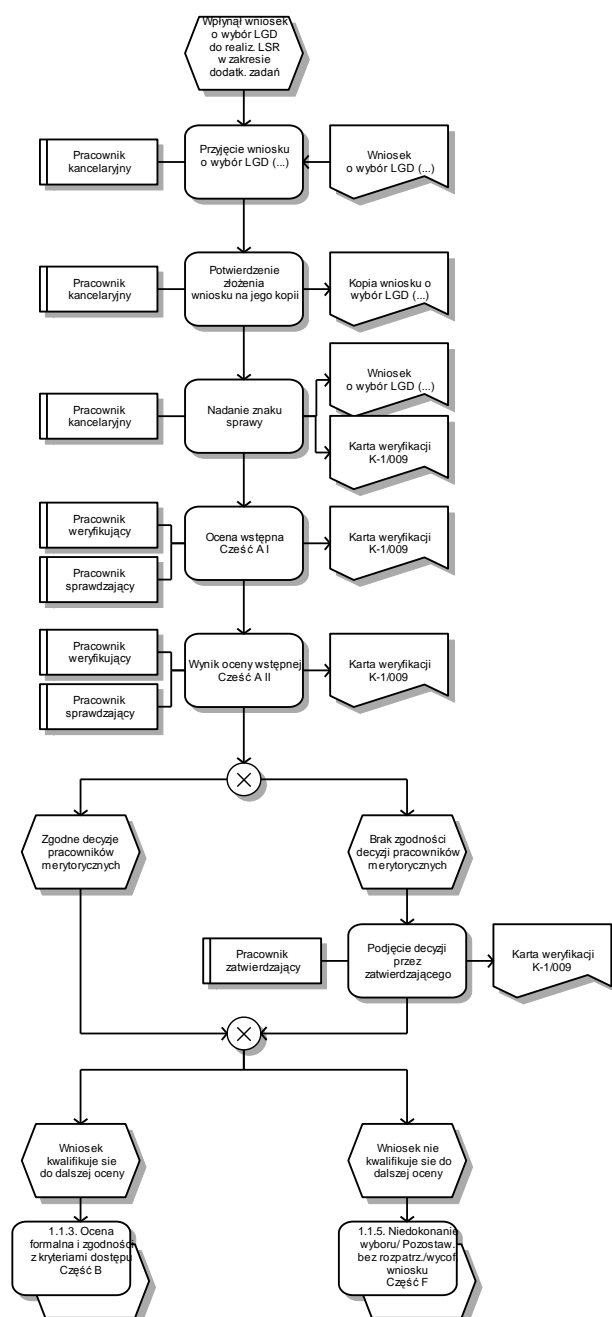 Wpłynął wniosek
o wybór LGD
do realiz. LSR
w zakresie
dodatk. zadań
Pracownik
kancelaryjny
Przyjęcie wniosku
o wybór LGD (...)
Wniosek
o wybór LGD (...)
Pracownik
kancelaryjny
Potwierdzenie
złożenia
wniosku na jego kopii
Kopia wniosku o
wybór LGD (...)
Wniosek
o wybór LGD (...)
Pracownik
kancelaryjny
Nadanie znaku
sprawy
Karta weryfikacji
K-1/009
Pracownik
weryfikujący
Pracownik
sprawdzający
Ocena wstępna
Cześć A I
Karta weryfikacji
K-1/009
Pracownik
weryfikujący
Pracownik
sprawdzający
Wynik oceny wstępnej
Cześć A II
Karta weryfikacji
K-1/009
Zgodne decyzje
pracowników
merytorycznych
Brak zgodności
decyzji pracowników
merytorycznych
Pracownik
zatwierdzający
Podjęcie decyzji
przez
zatwierdzającego
Karta weryfikacji
K-1/009
Wniosek
kwalifikuje sie
do dalszej oceny
Wniosek nie
kwalifikuje sie do
dalszej oceny
1.1.3. Ocena
formalna i zgodności
z kryteriami dostępu
Część B
1.1.5. Niedokonanie
wyboru/ Pozostaw.
bez rozpatrz./wycof.
wniosku
Część F